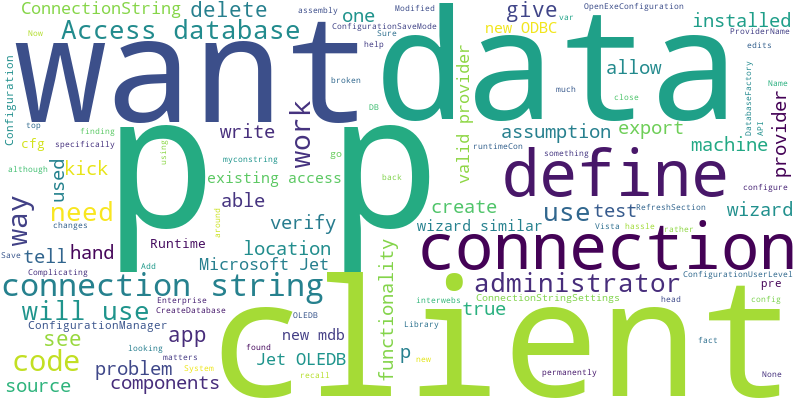 ConnectionString
delete
one
assembly
Modified
ConfigurationSaveMode
give
var
OpenExeConfiguration
Now
Access database
Sure
help
new ODBC
installed
ProviderName
want
data
Configuration
broken
DB
much
allow
close
edits
DatabaseFactory
API
Name
top
cfg
specifically
although
finding
p p
write
work
using
myconstring
existing access
go
back
valid provider
assumption
export
machine
provider
runtimeCon
something
configure
define
kick
used
need
able
way
changes
verify
create
use
test
RefreshSection
wizard
wizard similar
Vista
hassle
rather
Save
tell
hand
Runtime
location
around
Microsoft Jet
functionality
connection
Complicating
Add
connection string
administrator
ConfigurationUserLevel
pre
interwebs
ConnectionStringSettings
head
config
will use
Enterprise
CreateDatabase
app
OLEDB
Library
true
ConfigurationManager
new mdb
fact
see
code
looking
matters
found
p
problem
System
Jet OLEDB
recall
new
permanently
None
source
components
client